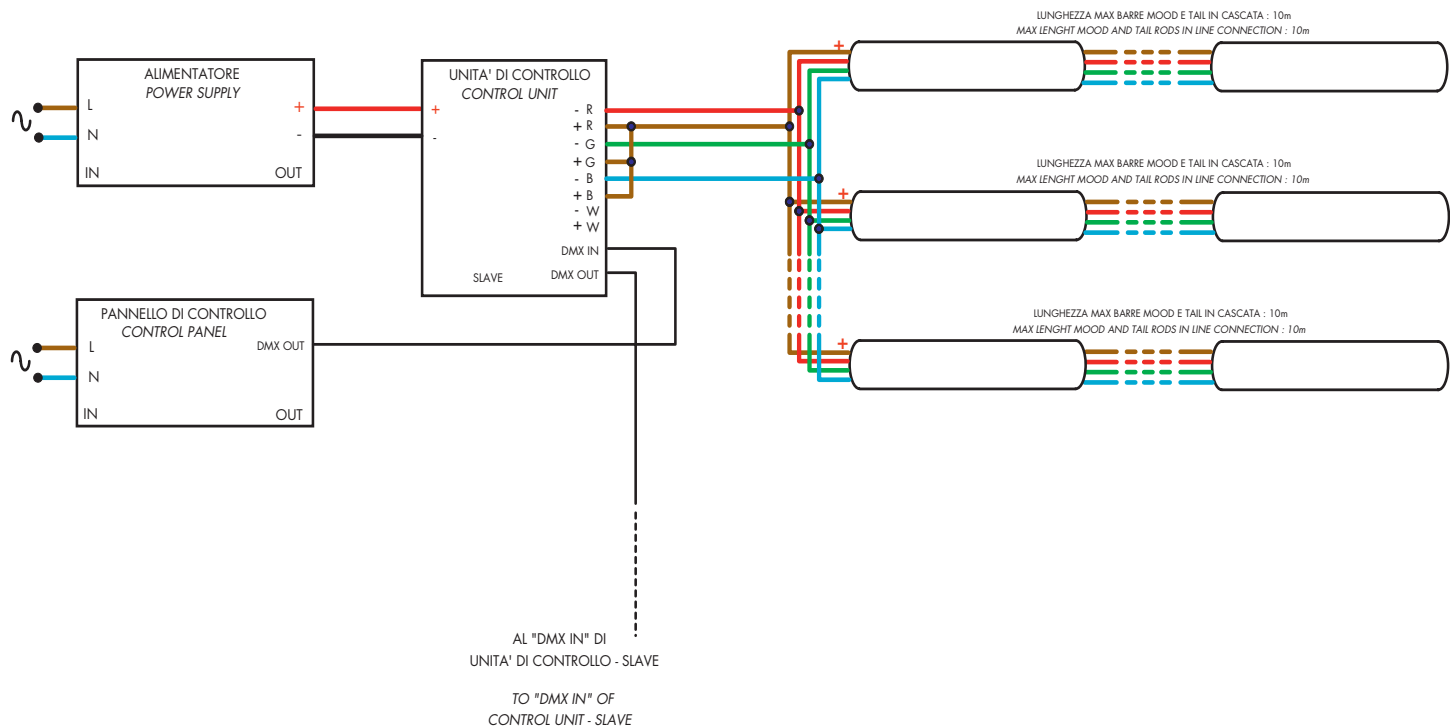 ALIMENTATORE
POWER SUPPLY
L
+
N
-
IN
OUT
UNITA' DI CONTROLLO
CONTROL UNIT
+
-
- R
+ R
- G
+ G
- B
+ B
- W
+ W
DMX IN
DMX OUT
SLAVE
PANNELLO DI CONTROLLO
CONTROL PANEL
L
DMX OUT
N
IN
OUT
LUNGHEZZA MAX BARRE MOOD E TAIL IN CASCATA : 10m
MAX LENGHT MOOD AND TAIL RODS IN LINE CONNECTION : 10m
+
LUNGHEZZA MAX BARRE MOOD E TAIL IN CASCATA : 10m
MAX LENGHT MOOD AND TAIL RODS IN LINE CONNECTION : 10m
+
LUNGHEZZA MAX BARRE MOOD E TAIL IN CASCATA : 10m
MAX LENGHT MOOD AND TAIL RODS IN LINE CONNECTION : 10m
+
AL "DMX IN" DI
UNITA' DI CONTROLLO - SLAVE
TO "DMX IN" OF
CONTROL UNIT - SLAVE